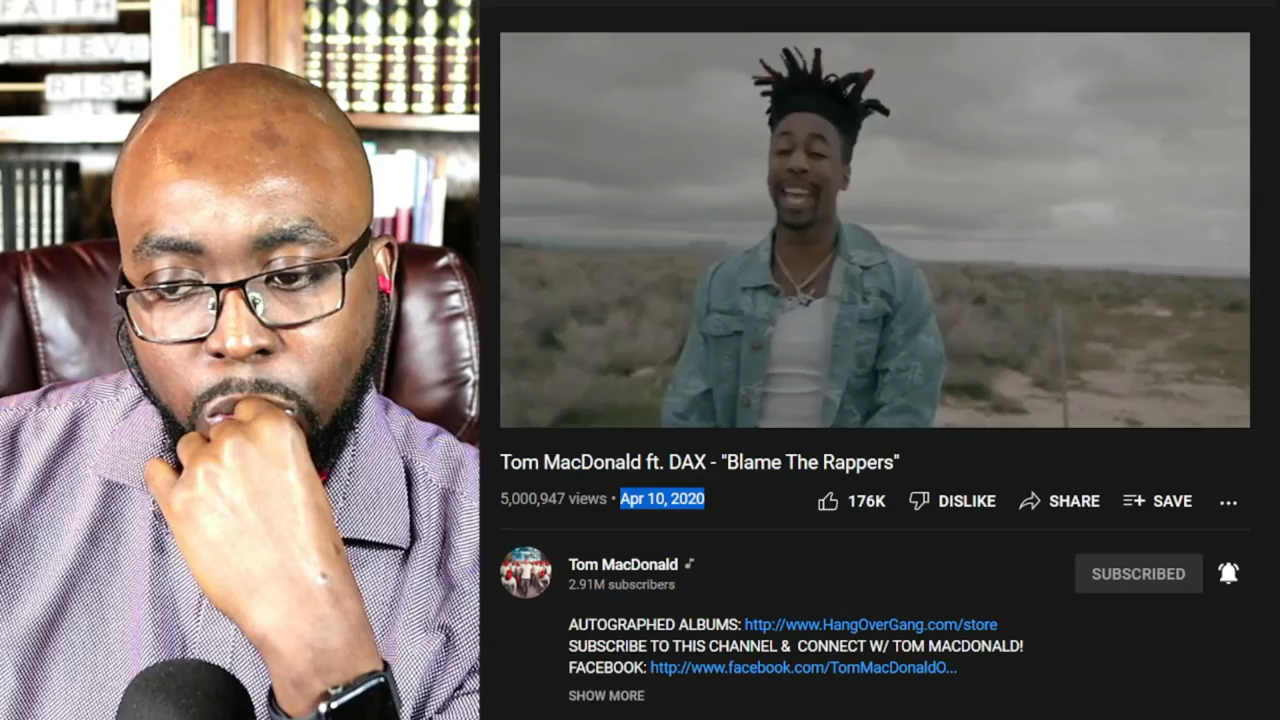 FAITH
ELIEVE
RISE
Tom MacDonald ft. DAX - "Blame The Rappers"
5,000,947 views • Apr 10, 2020
176K DISLIKE SHARE SAVE ...
Tom MacDonald
2.91M subscribers
SUBSCRIBED
AUTOGRAPHED ALBUMS: http://www.HangOverGang.com/store
SUBSCRIBE TO THIS CHANNEL & CONNECT W/ TOM MACDONALD!
FACEBOOK: http://www.facebook.com/TomMacDonaldO...
SHOW MORE